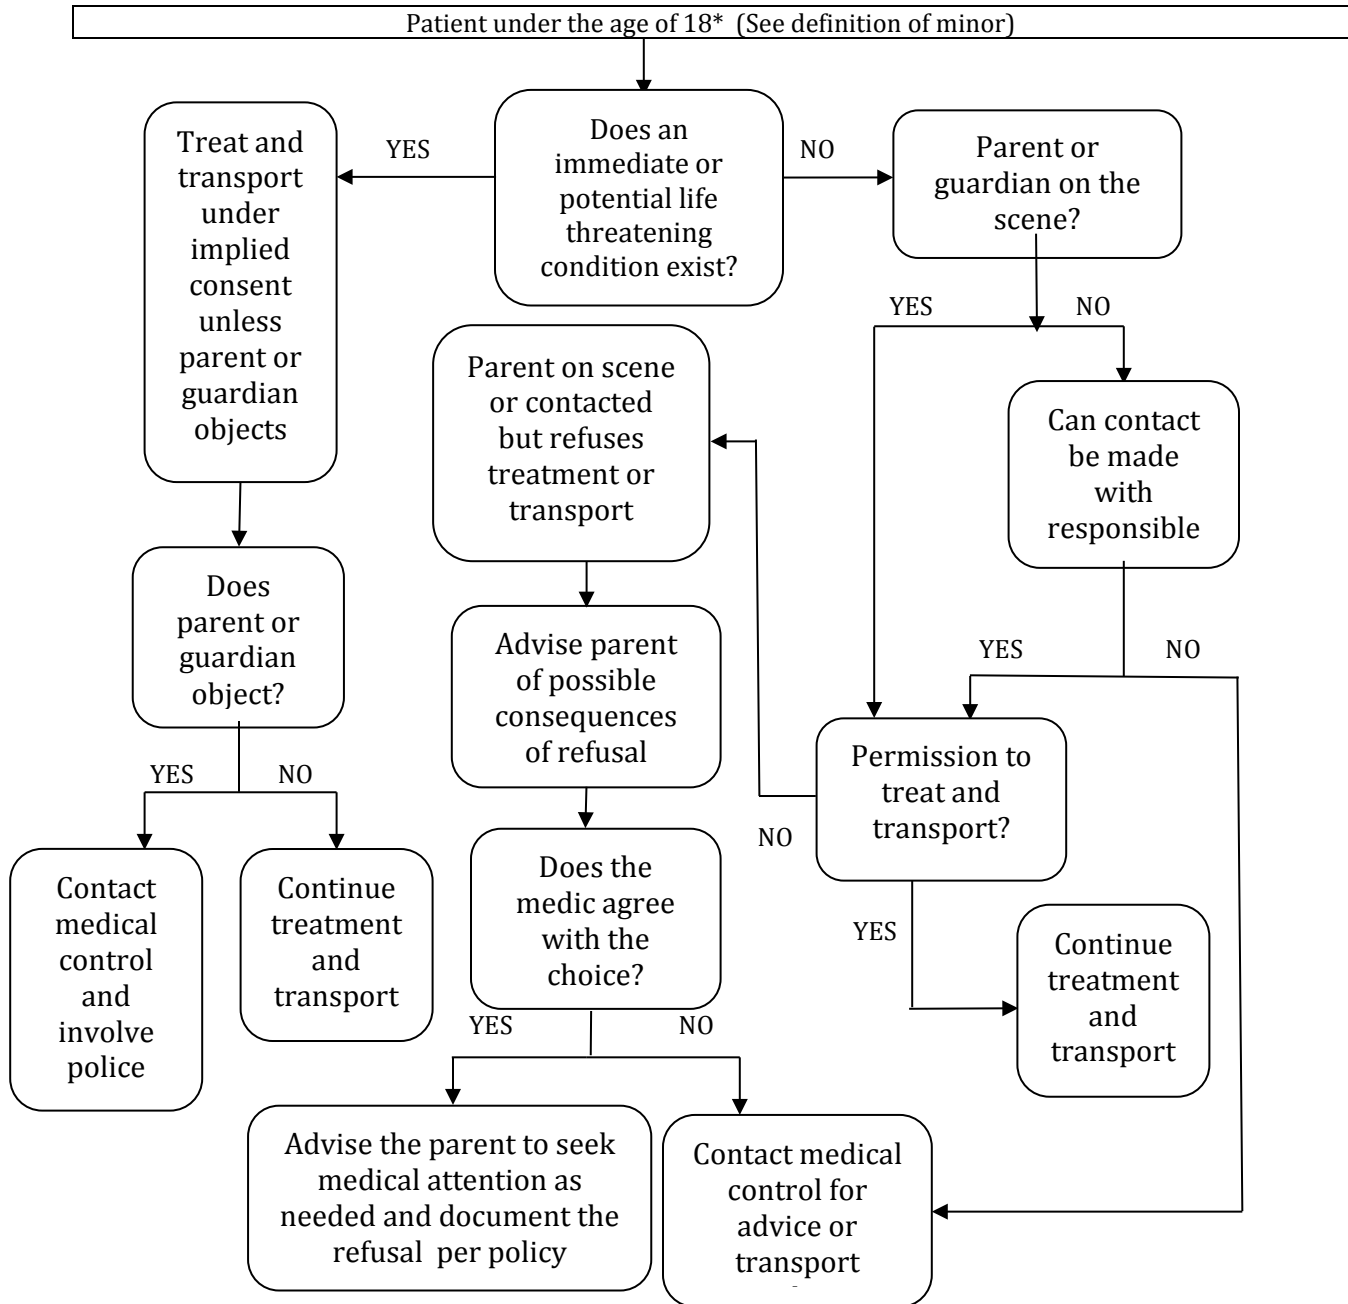 Patient under the age of 18* (See definition of minor)
Treat and
transport
under
implied
consent
unless
parent or
guardian
objects
YES
Does an
immediate or
potential life
threatening
condition exist?
NO
Parent or
guardian on the
scene?
YES
NO
Parent on scene
or contacted
but refuses
treatment or
transport
Can contact
be made
with
responsible
Does
parent or
guardian
object?
Advise parent
of possible
consequences
of refusal
YES
NO
Permission to
treat and
transport?
YES
NO
NO
Contact
medical
control
and
involve
police
Continue
treatment
and
transport
Does the
medic agree
with the
choice?
YES
Continue
treatment
and
transport
YES
NO
Advise the parent to seek
medical attention as
needed and document the
refusal per policy
Contact medical
control for
advice or
transport